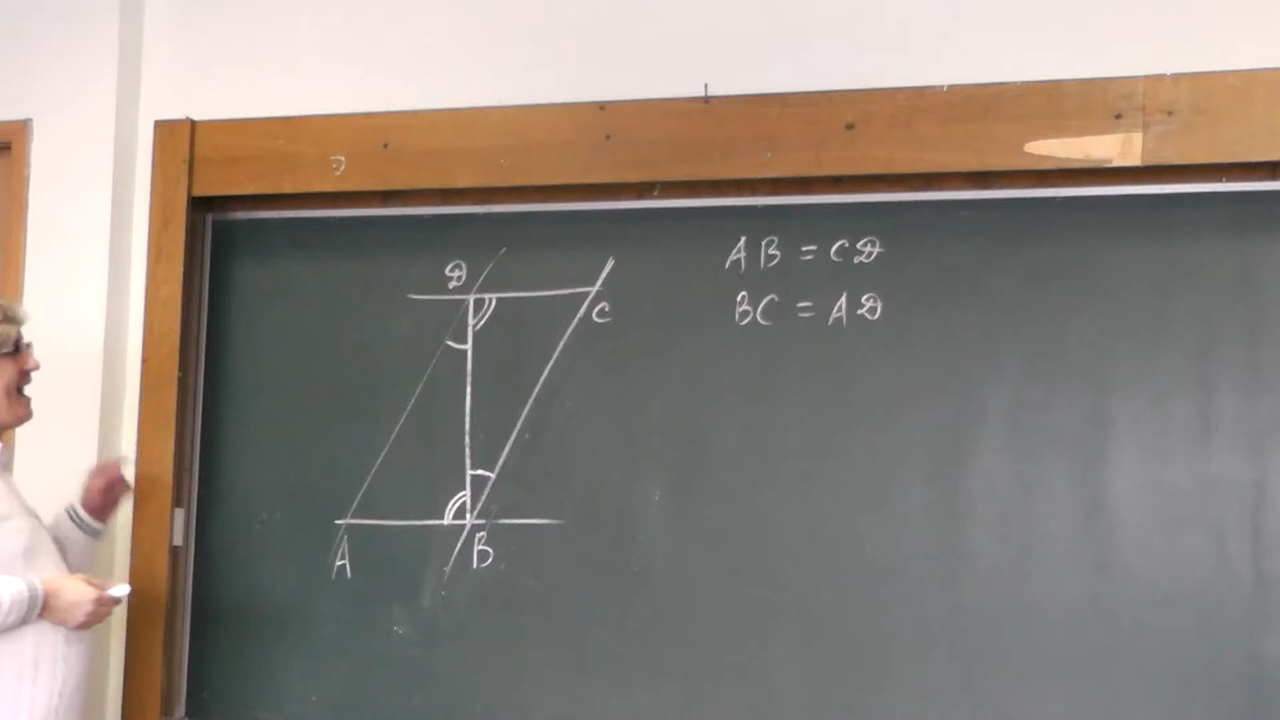 AB = CD
BC = AD
D
C
A
B